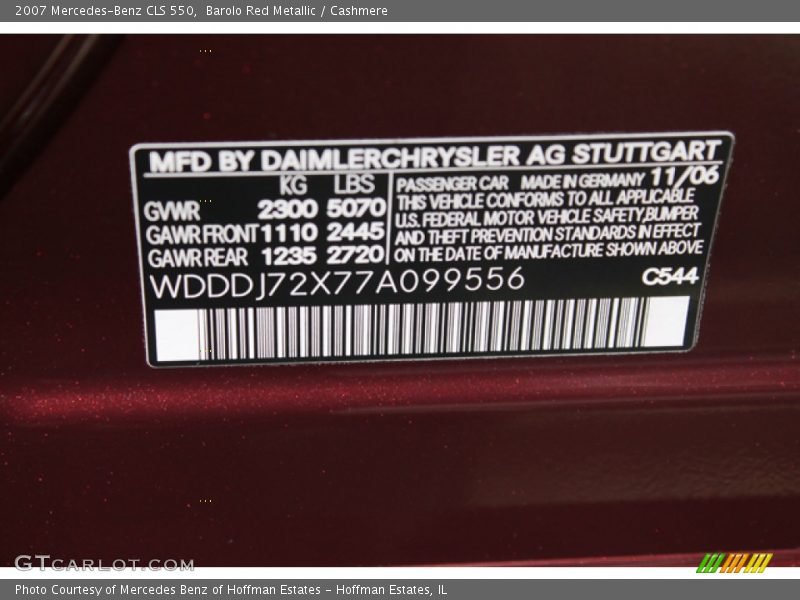 2007 Mercedes-Benz CLS 550,  Barolo Red Metallic / Cashmere
MFD BY DAIMLERCHRYSLER AG STUTTGART
KG LBS
GVWR 2300 5070
GAWR FRONT 1110 2445
GAWR REAR 1235 2720
PASSENGER CAR MADE IN GERMANY 11/06
THIS VEHICLE CONFORMS TO ALL APPLICABLE
U.S. FEDERAL MOTOR VEHICLE SAFETY,BUMPER
AND THEFT PREVENTION STANDARDS IN EFFECT
ON THE DATE OF MANUFACTURE SHOWN ABOVE
WDDDJ72X77A099556 C544
GTCARLOT.COM
Photo Courtesy of Mercedes Benz of Hoffman Estates - Hoffman Estates, IL